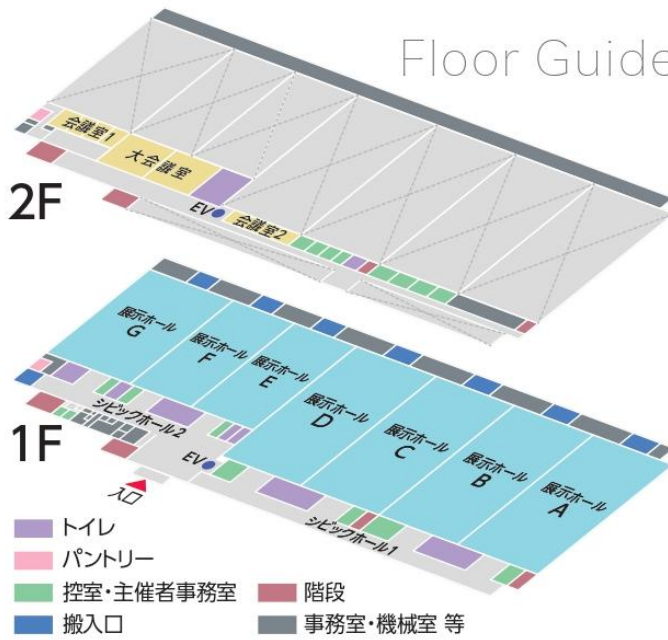 Floor Guide
会議室1
大会議室
2F
EV
会議室2
展示ホール
G
展示ホール
F
展示ホール
E
展示ホール
D
展示ホール
C
展示ホール
B
展示ホール
A
シビックホール2
1F
EV
入口
シビックホール1
トイレ
パントリー
控室・主催者事務室
階段
搬入口
事務室・機械室 等